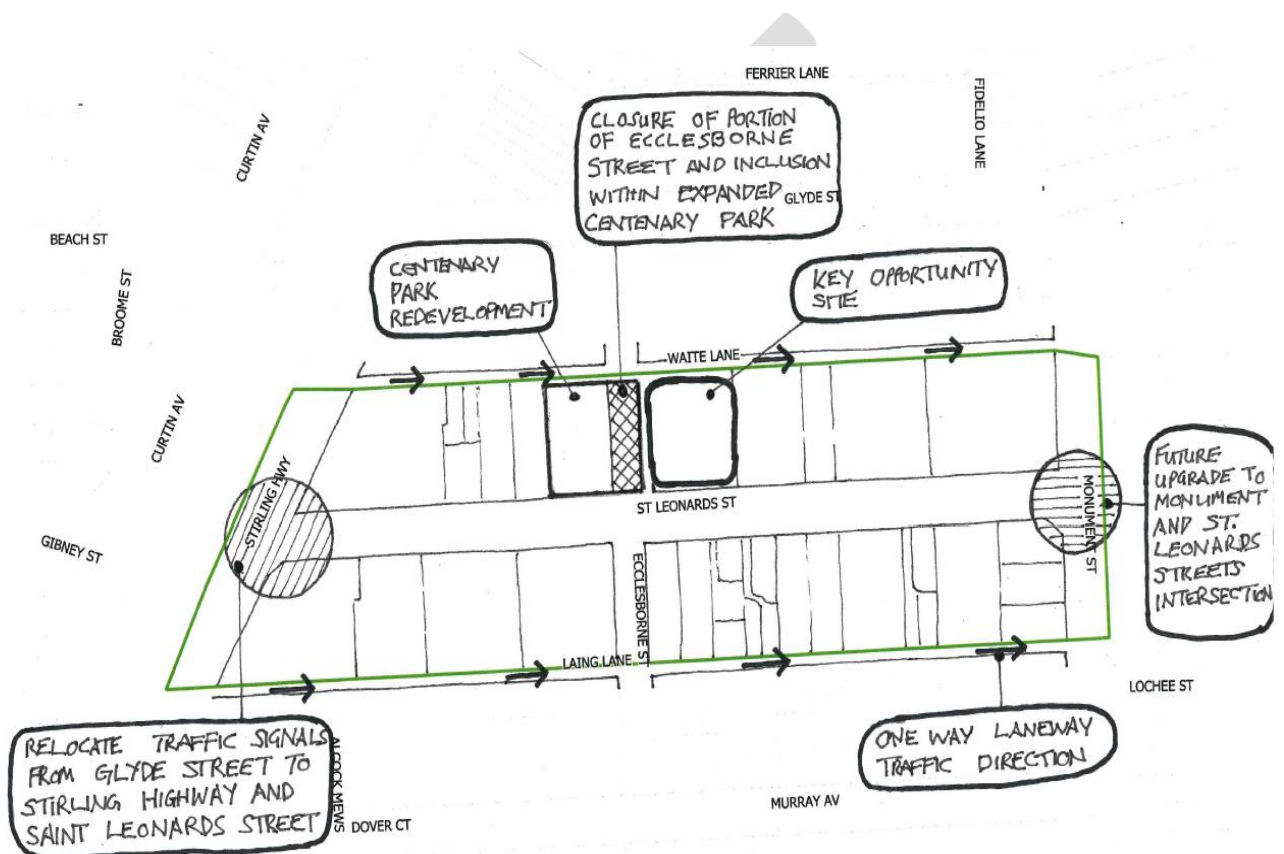 FERRIER LANE
FIDELIO LANE
CURTIN AV
CLOSURE OF PORTION
OF ECCLESBORNE
STREET AND INCLUSION
WITHIN EXPANDED
CENTENARY PARK
GLYDE ST
BEACH ST
BROOME ST
CENTENARY
PARK
REDEVELOPMENT
KEY OPPORTUNITY
SITE
WAITE LANE
CURTIN AV
STIRLING HWY
ST LEONARDS ST
MONUMENT ST
FUTURE
UPGRADE TO
MONUMENT
AND ST.
LEONARDS
STREETS
INTERSECTION
GIBNEY ST
ECCLESBORNE ST
LAING LANE
LOCHEE ST
RELOCATE TRAFFIC SIGNALS
FROM GLYDE STREET TO
STIRLING HIGHWAY AND
SAINT LEONARDS STREET
ALCOCK MEWS
DOVER CT
ONE WAY LANEWAY
TRAFFIC DIRECTION
MURRAY AV